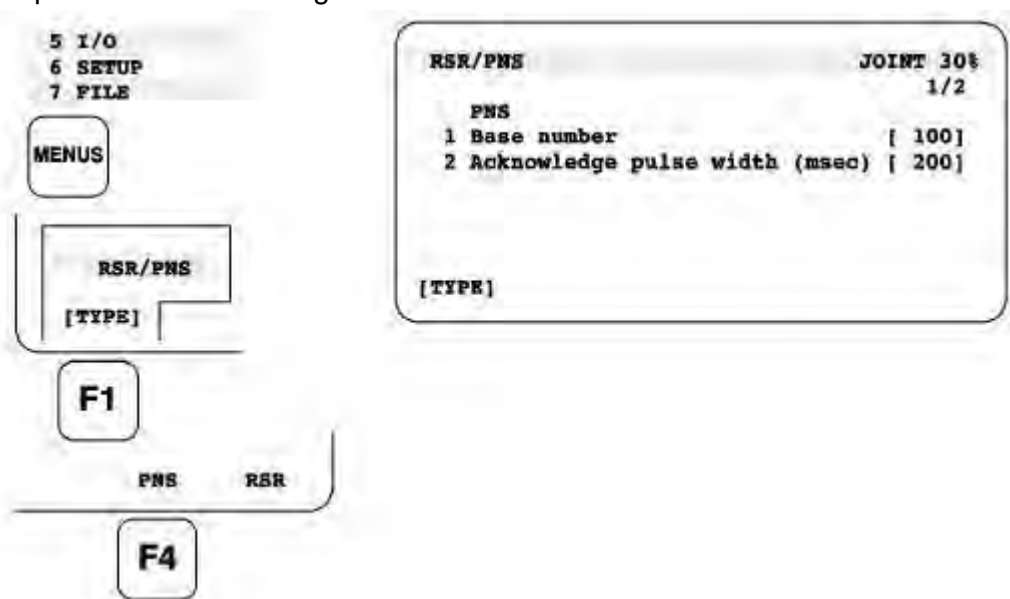 5 I/O
6 SETUP
7 FILE
MENUS
RSR/PNS
[TYPE]
F1
PNS RSR
F4
RSR/PNS JOINT 30%
1/2
PNS
1 Base number [ 100]
2 Acknowledge pulse width (msec) [ 200]
[TYPE]